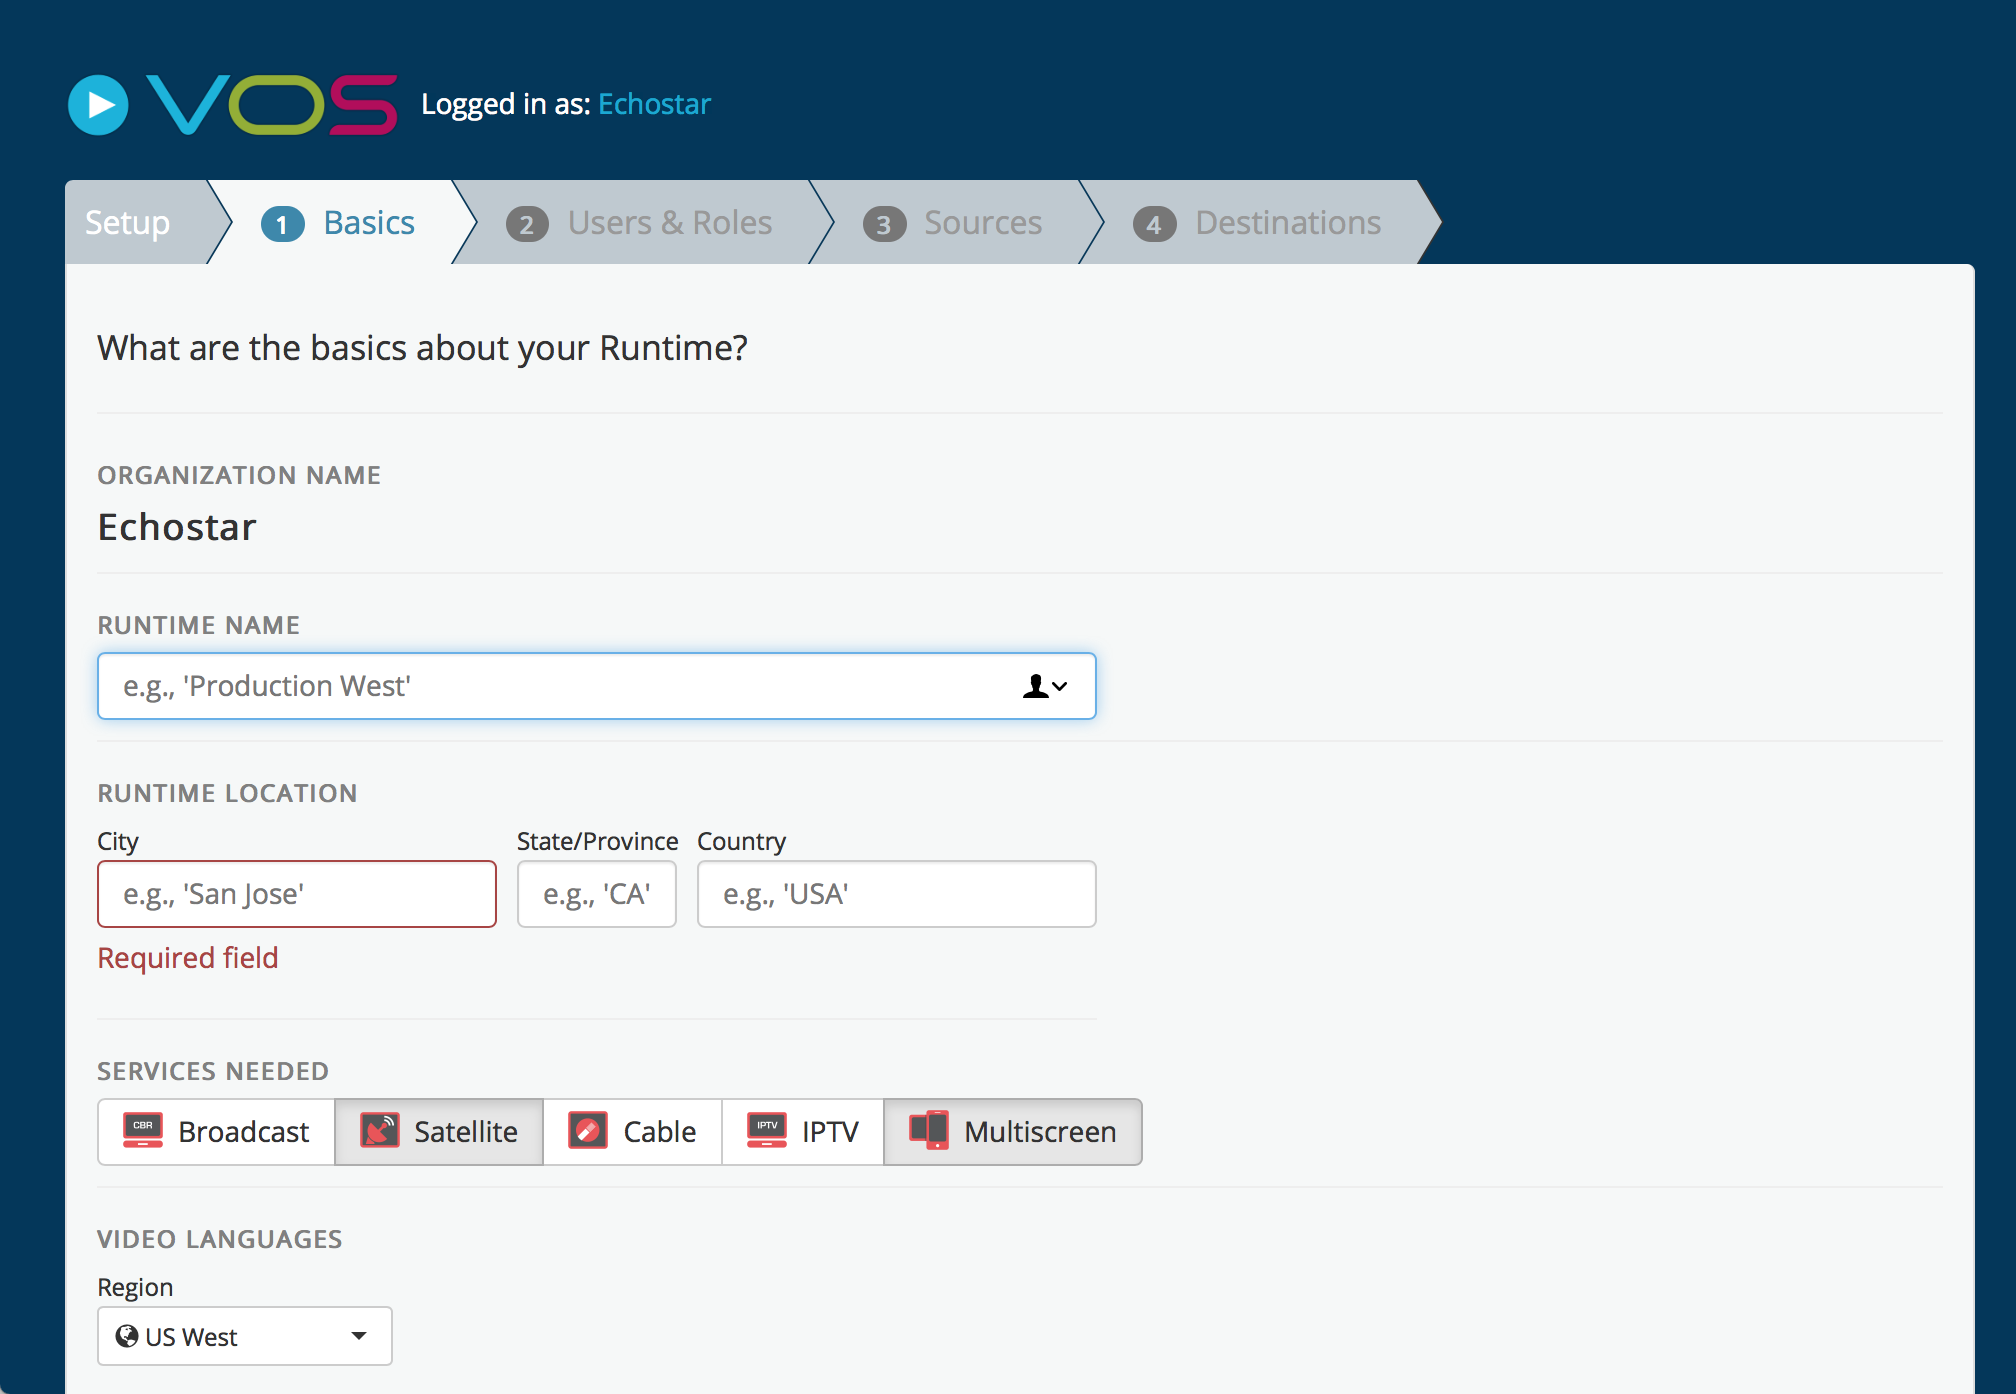 VOS Logged in as: Echostar
Setup 1 Basics 2 Users & Roles 3 Sources 4 Destinations
What are the basics about your Runtime?
ORGANIZATION NAME
Echostar
RUNTIME NAME
e.g., 'Production West'
RUNTIME LOCATION
City State/Province Country
e.g., 'San Jose' e.g., 'CA' e.g., 'USA'
Required field
SERVICES NEEDED
CBR Broadcast Satellite Cable IPTV IPTV Multiscreen
VIDEO LANGUAGES
Region
US West